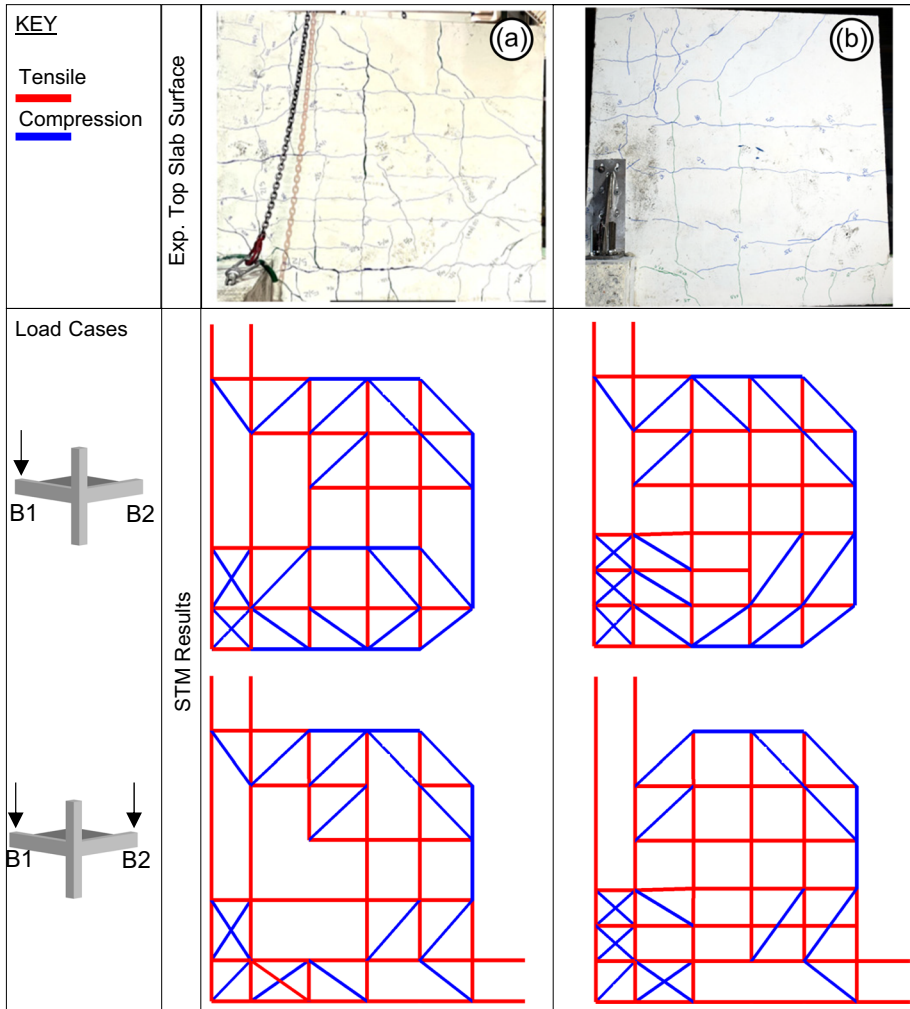 KEY
Tensile
Compression
Exp. Top Slab Surface
(a)
(b)
Load Cases
B1
B2
STM Results
B1
B2